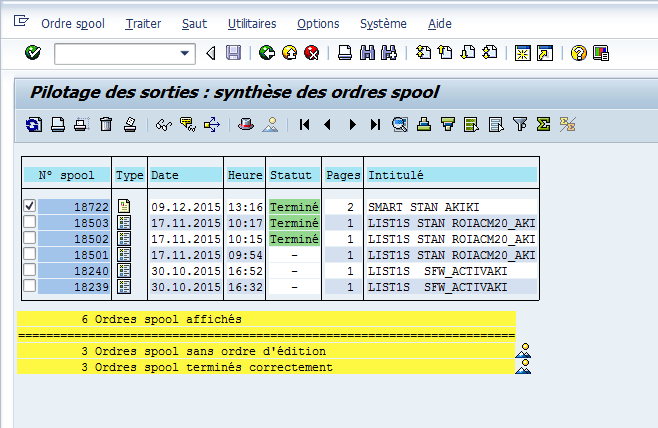 Ordre spool Traiter Saut Utilitaires Options Système Aide
Pilotage des sorties : synthèse des ordres spool
N° spool Type Date Heure Statut Pages Intitulé
18722 09.12.2015 13:16 Terminé 2 SMART STAN AKIKI
18503 17.11.2015 10:17 Terminé 1 LIST1S STAN ROIACM20_AKI
18502 17.11.2015 10:15 Terminé 1 LIST1S STAN ROIACM20_AKI
18501 17.11.2015 09:54 - 1 LIST1S STAN ROIACM20_AKI
18240 30.10.2015 16:52 - 1 LIST1S SFW_ACTIVAKI
18239 30.10.2015 16:32 - 1 LIST1S SFW_ACTIVAKI
6 Ordres spool affichés
3 Ordres spool sans ordre d'édition
3 Ordres spool terminés correctement